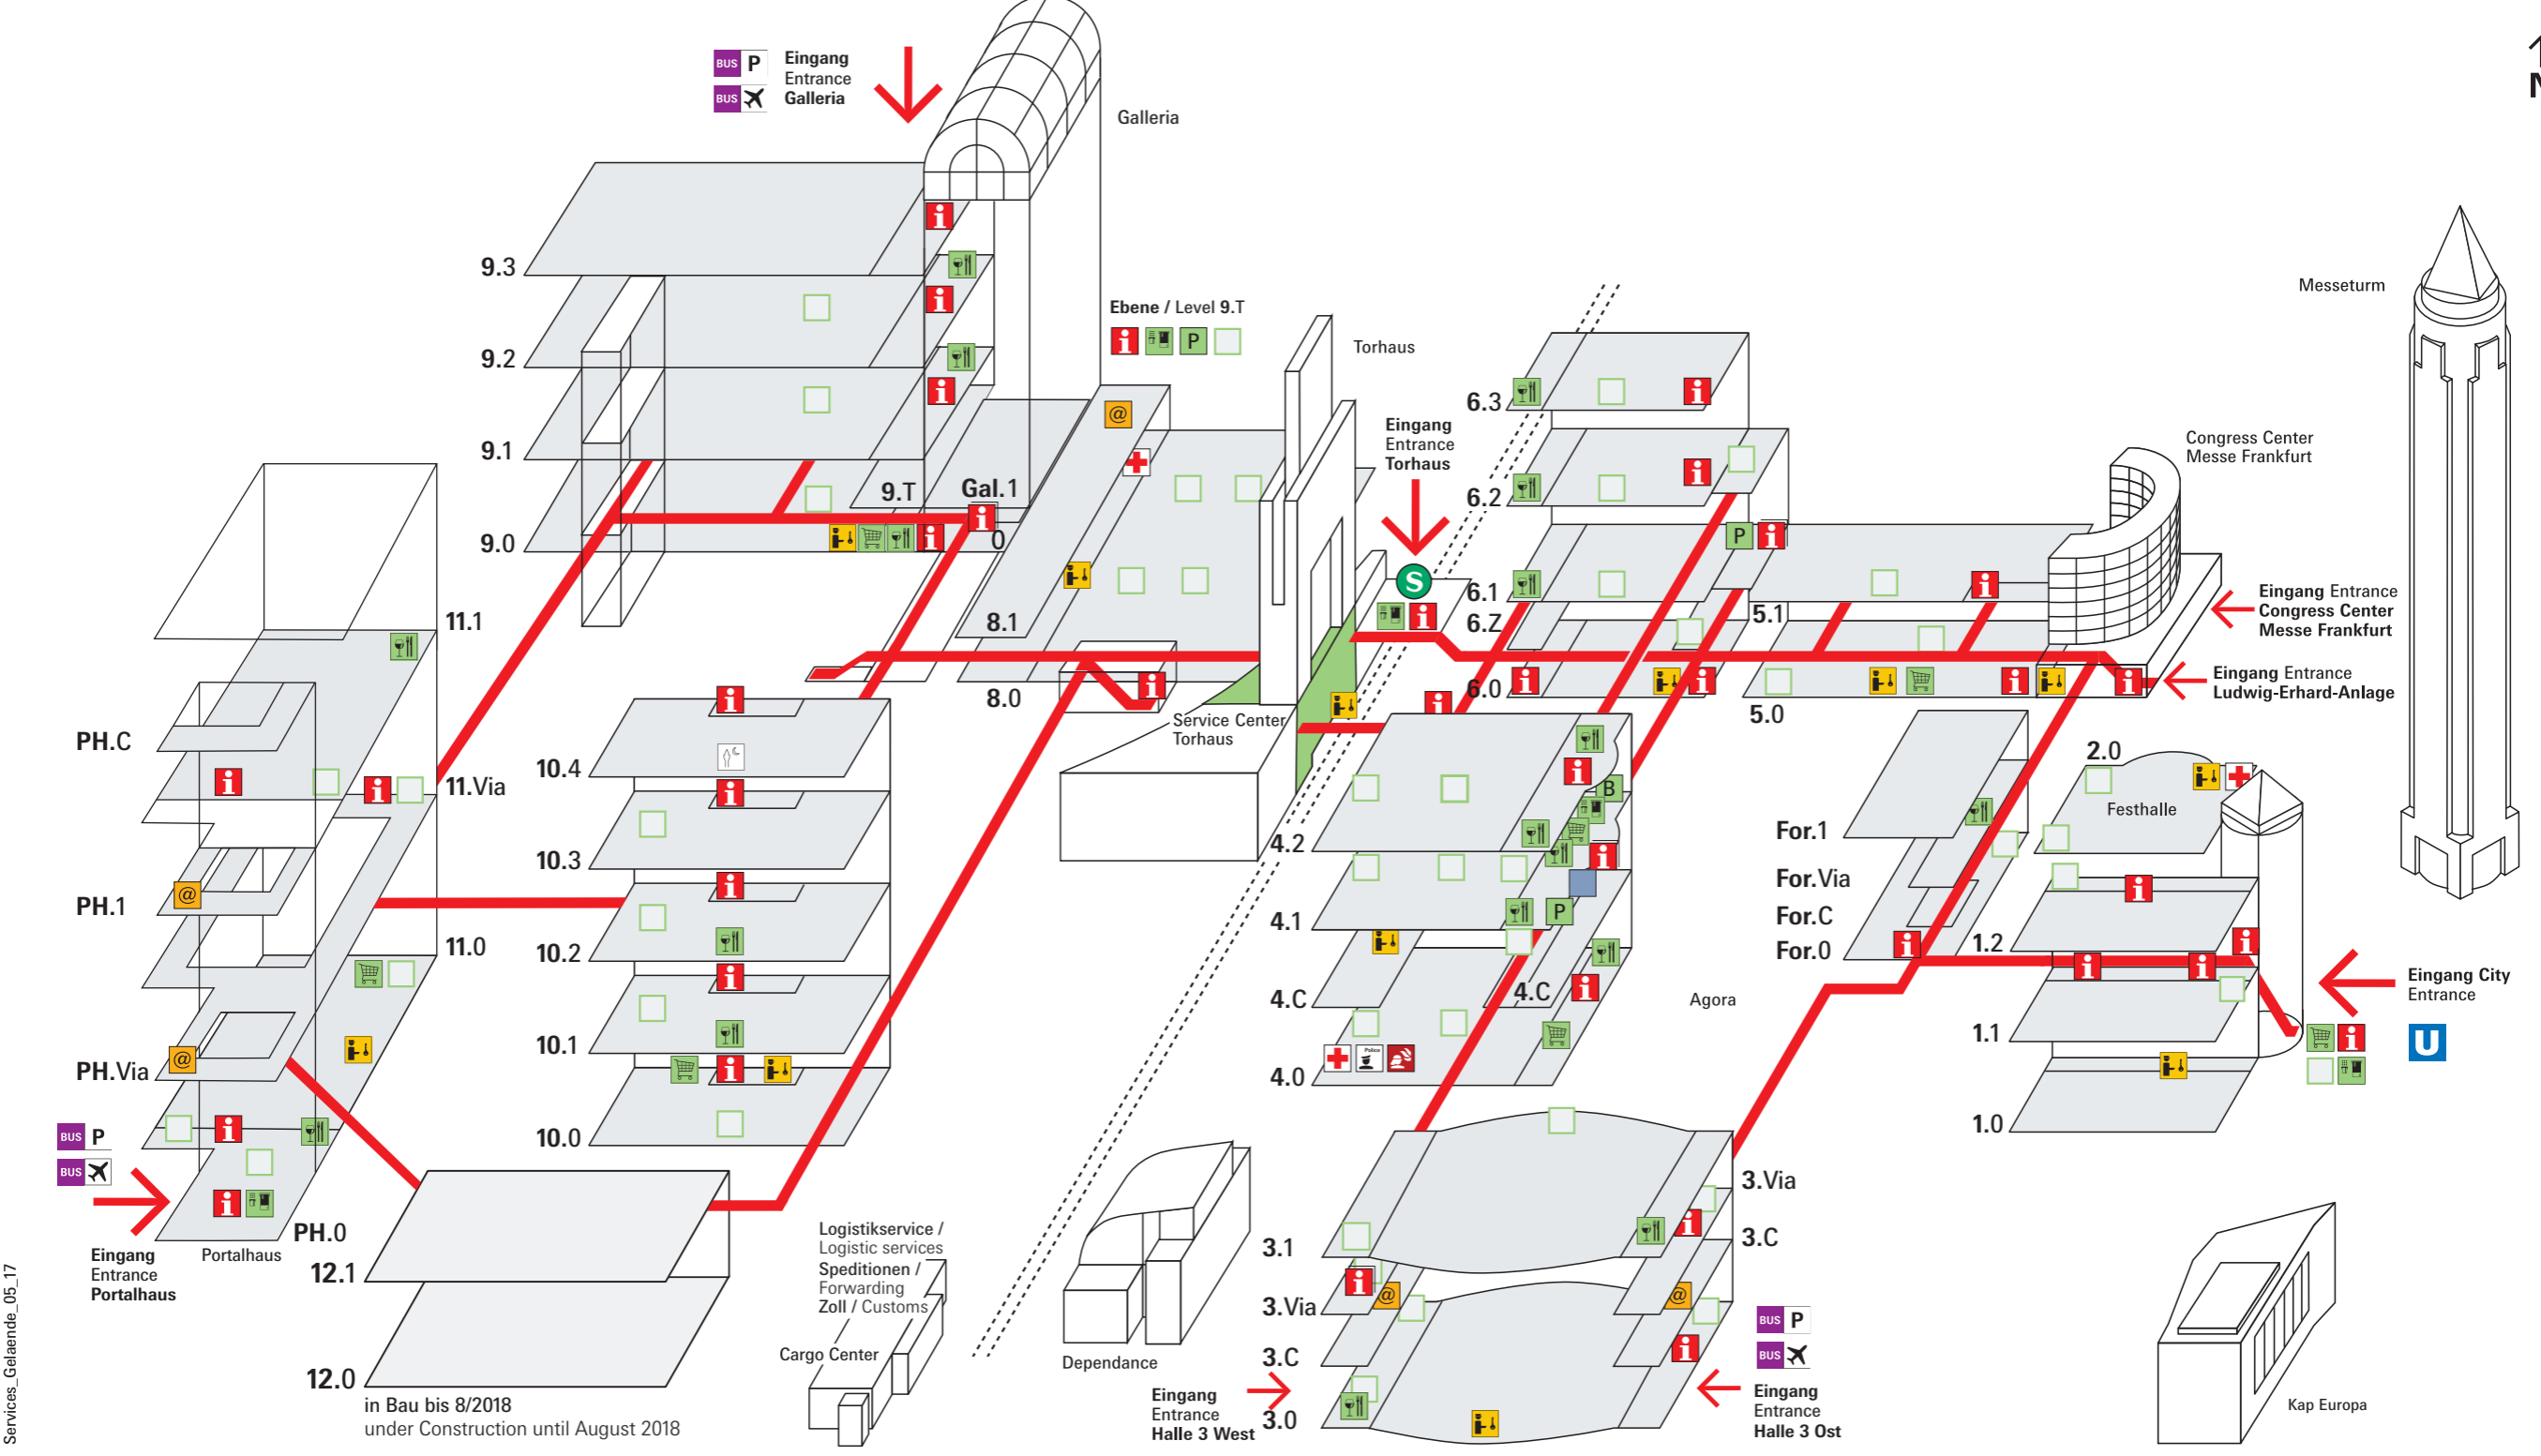 BUS P
BUS
Eingang
Entrance
Galleria
Galleria
N
Messeturm
9.3
9.2
9.1
9.0
9.T
Gal.1
0
Ebene / Level 9.T
i P
Torhaus
Eingang
Entrance
Torhaus
S
6.3
6.2
6.1
6.Z
6.0
P i
5.1
5.0
Congress Center
Messe Frankfurt
Eingang Entrance
Congress Center
Messe Frankfurt
Eingang Entrance
Ludwig-Erhard-Anlage
@
8.1
8.0
Service Center
Torhaus
11.1
11.Via
11.0
PH.C
PH.1
PH.Via
PH.0
@
@
BUS P
BUS
Eingang
Entrance
Portalhaus
Portalhaus
10.4
10.3
10.2
10.1
10.0
12.1
12.0
in Bau bis 8/2018
under Construction until August 2018
Logistikservice /
Logistic services
Speditionen /
Forwarding
Zoll / Customs
Cargo Center
Dependance
4.2
4.1
4.C
4.C
4.0
B
P
Police
Agora
For.1
For.Via
For.C
For.0
2.0
Festhalle
1.2
1.1
1.0
Eingang City
Entrance
U
3.1
3.Via
3.C
3.0
3.Via
3.C
@
@
Eingang
Entrance
Halle 3 West
BUS P
BUS
Eingang
Entrance
Halle 3 Ost
Kap Europa
Services_Gelaende_05_17